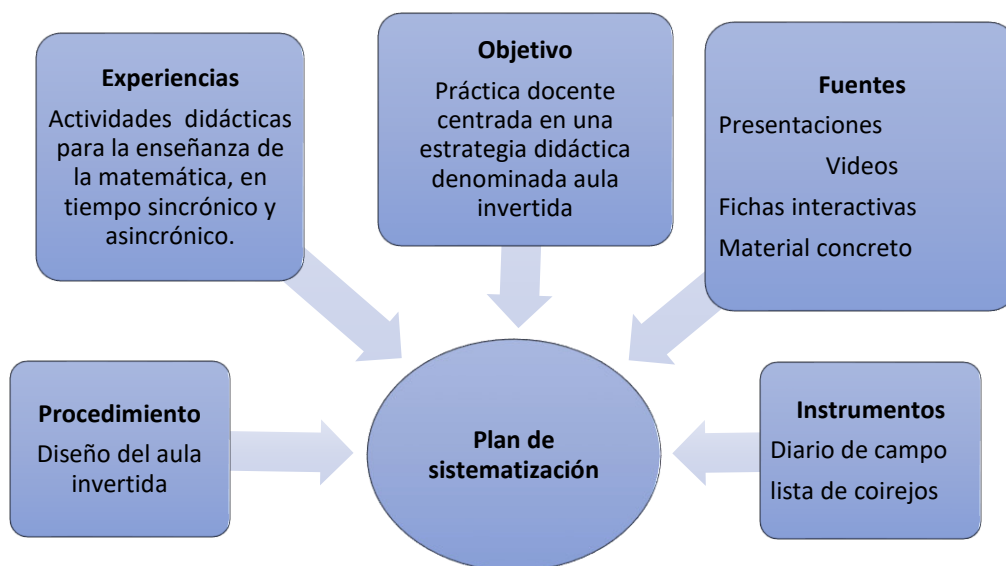 Experiencias
Actividades didácticas
para la enseñanza de
la matemática, en
tiempo sincrónico y
asincrónico.
Objetivo
Práctica docente
centrada en una
estrategia didáctica
denominada aula
invertida
Fuentes
Presentaciones
Videos
Fichas interactivas
Material concreto
Procedimiento
Diseño del aula
invertida
Plan de
sistematización
Instrumentos
Diario de campo
lista de coirejos